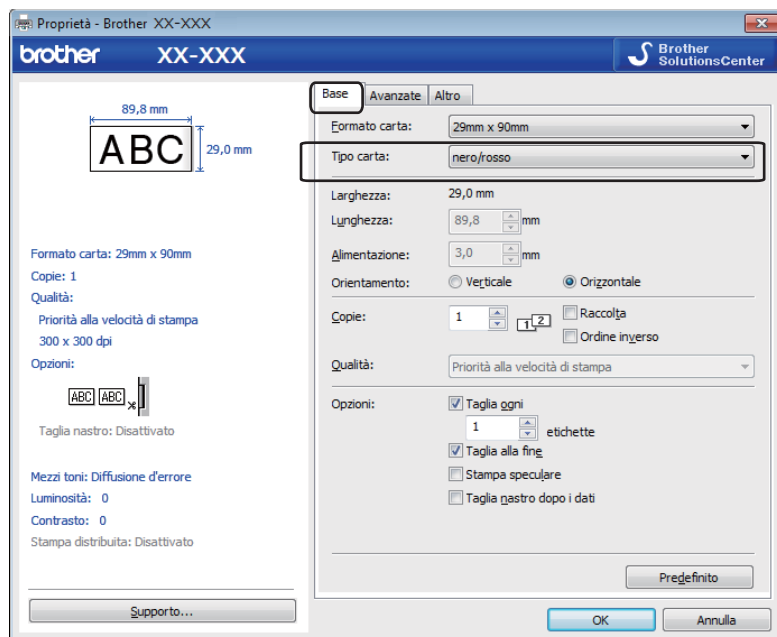 Proprietà - Brother XX-XXX
brother XX-XXX
Brother
SolutionsCenter
89,8 mm
ABC
29,0 mm
Formato carta: 29mm x 90mm
Copie: 1
Qualità:
Priorità alla velocità di stampa
300 x 300 dpi
Opzioni:
ABC ABC
Taglia nastro: Disattivato
Mezzi toni: Diffusione d'errore
Luminosità: 0
Contrasto: 0
Stampa distribuita: Disattivato
Supporto...
Base Avanzate Altro
Formato carta: 29mm x 90mm
Tipo carta: nero/rosso
Larghezza: 29,0 mm
Lunghezza: 89,8 mm
Alimentazione: 3,0 mm
Orientamento: Verticale Orizzontale
Copie: 1 1 2 Raccolta
Ordine inverso
Qualità: Priorità alla velocità di stampa
Opzioni: Taglia ogni
1 etichette
Taglia alla fine
Stampa speculare
Taglia nastro dopo i dati
Predefinito
OK Annulla